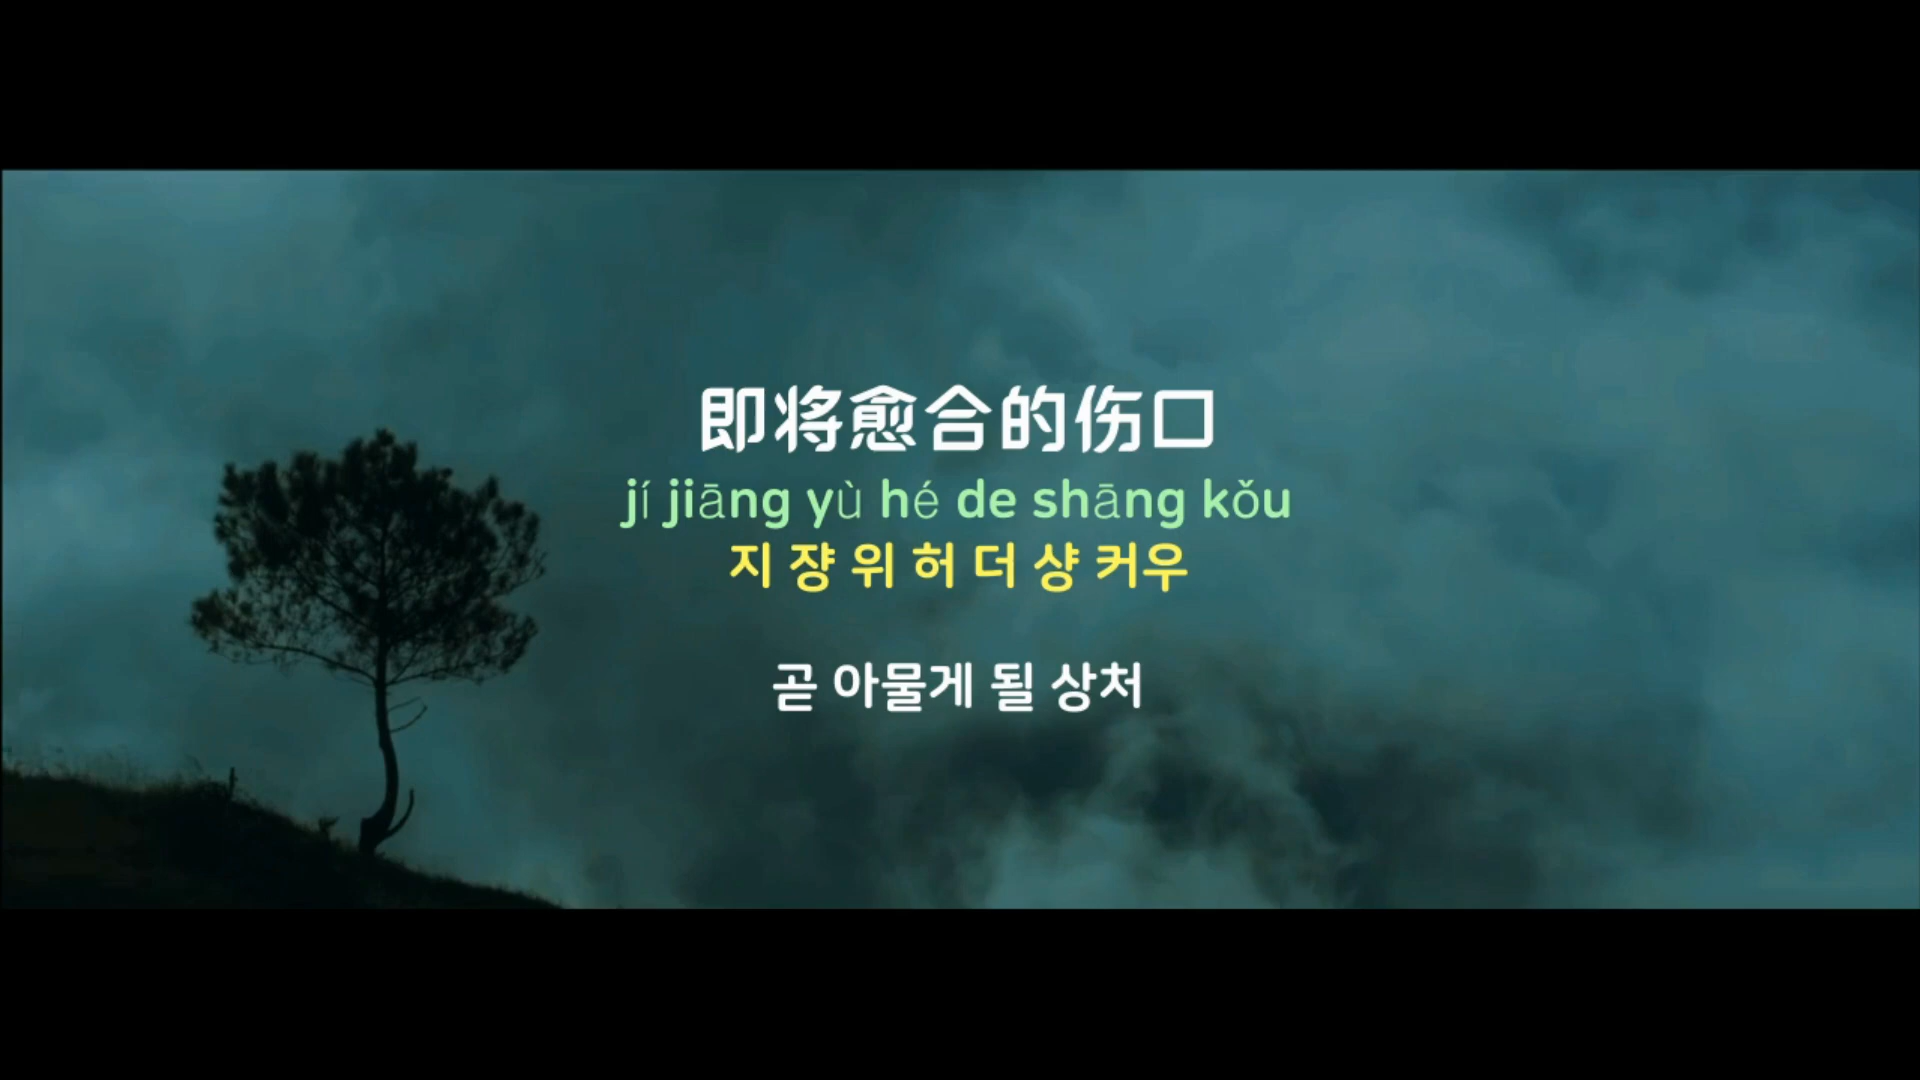 即将愈合的伤口
jí jiāng yù hé de shāng kǒu
지 쟝 위 허 더 샹 커우
곧 아물게 될 상처